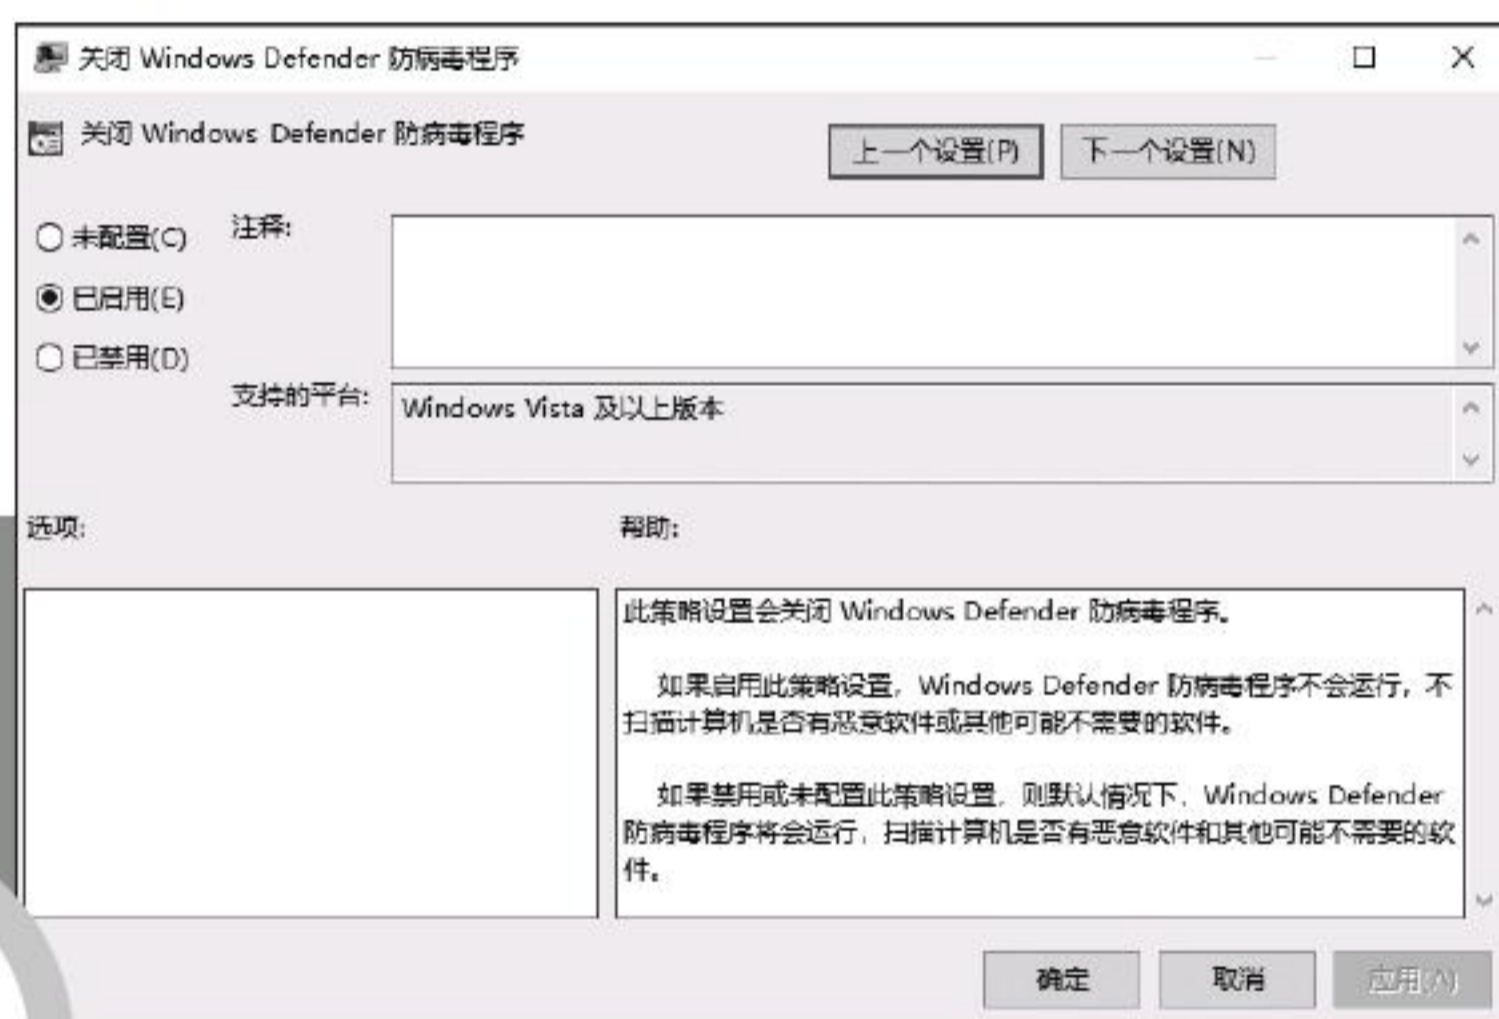 关闭 Windows Defender 防病毒程序
关闭 Windows Defender 防病毒程序
上一个设置(P)
下一个设置(N)
未配置(C)
注释:
已启用(E)
已禁用(D)
支持的平台:
Windows Vista 及以上版本
选项:
帮助:
此策略设置会关闭 Windows Defender 防病毒程序。
如果启用此策略设置，Windows Defender 防病毒程序不会运行，不
扫描计算机是否有恶意软件或其他可能不需要的软件。
如果禁用或未配置此策略设置，则默认情况下，Windows Defender
防病毒程序将会运行，扫描计算机是否有恶意软件和其他可能不需要的软
件。
确定
取消
应用(A)